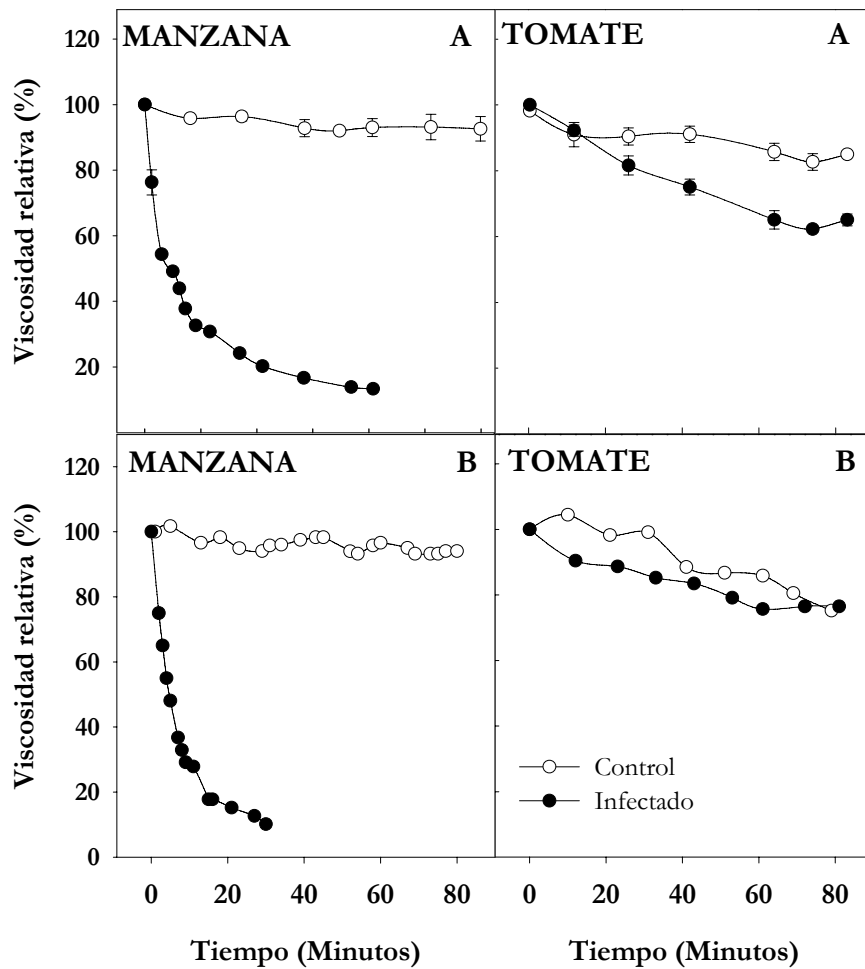 MANZANA A
TOMATE A
Viscosidad relativa (%)
120
100
80
60
40
20
MANZANA B
TOMATE B
Viscosidad relativa (%)
120
100
80
60
40
20
0
Control
Infectado
0 20 40 60 80
0 20 40 60 80
Tiempo (Minutos)
Tiempo (Minutos)